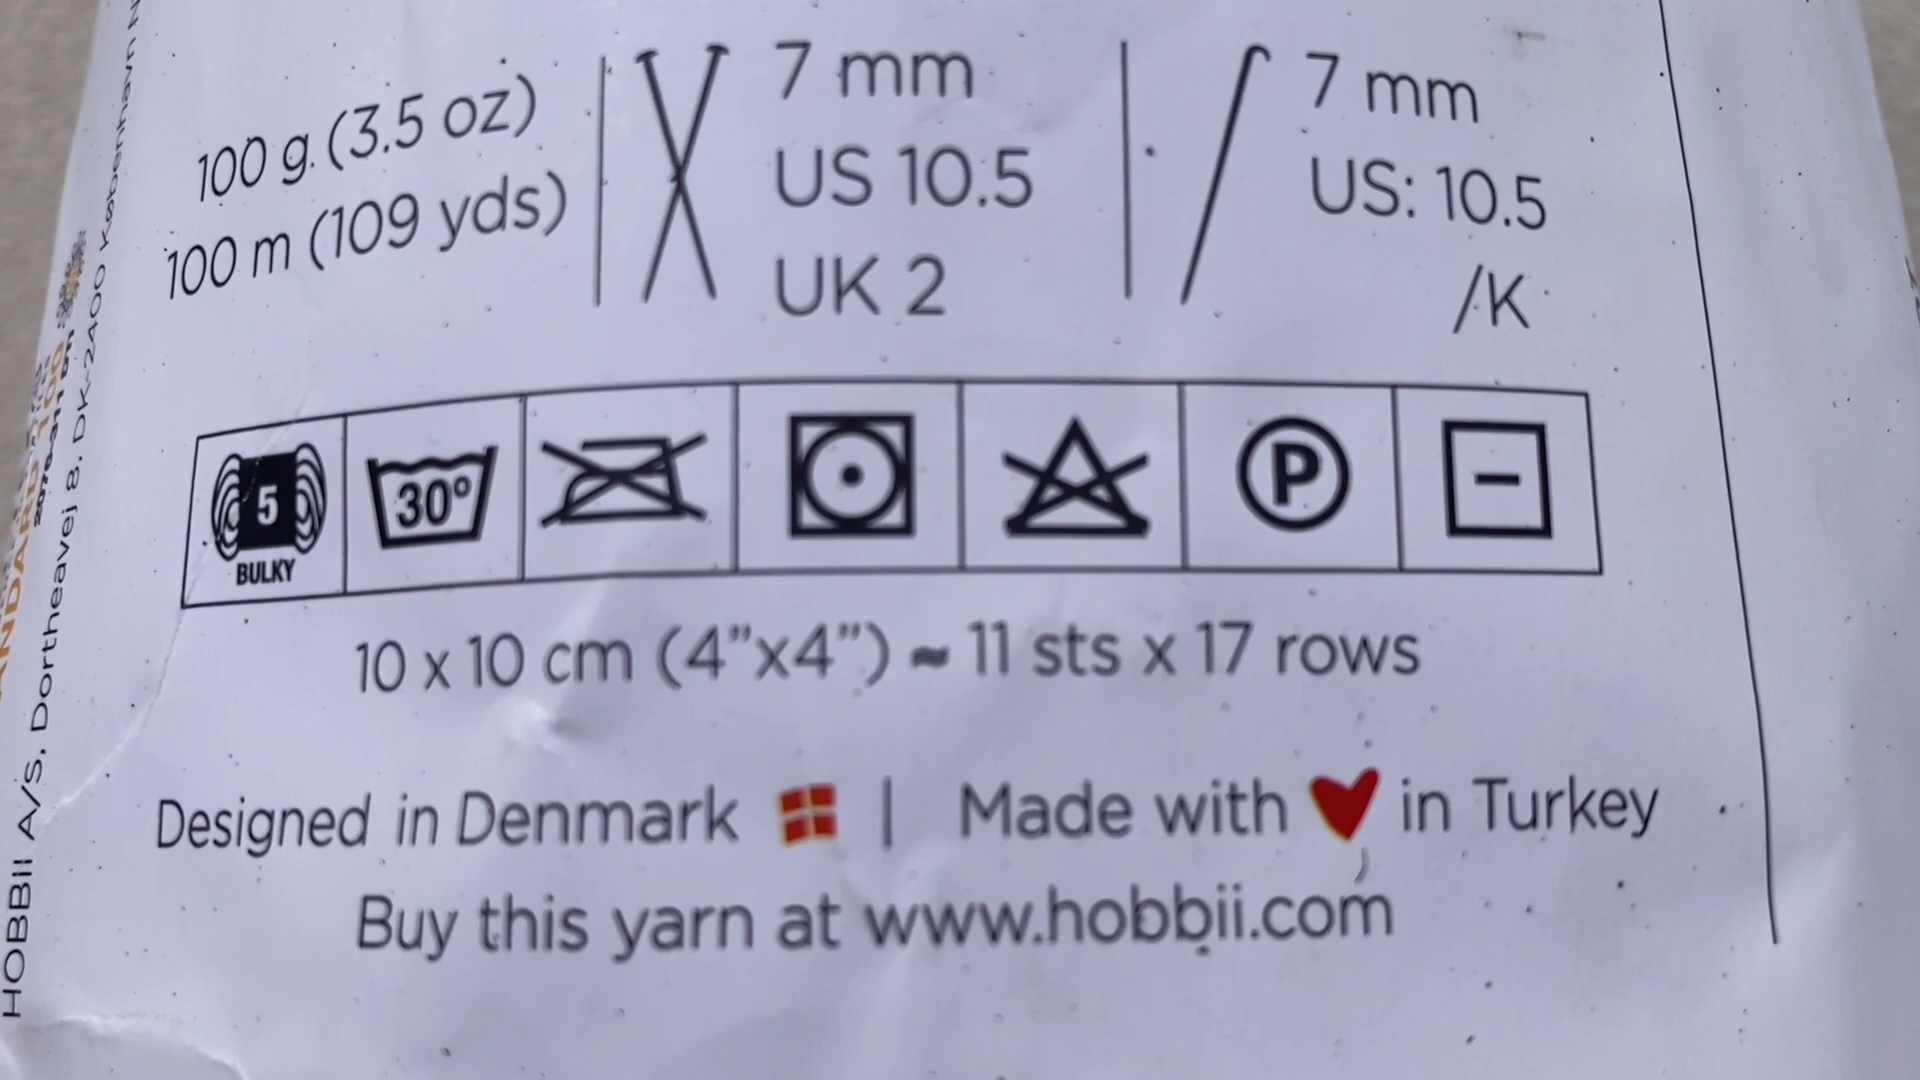 100 g. (3.5 oz)
100 m (109 yds)
7 mm
US 10.5
UK 2
7 mm
US: 10.5
/K
5
BULKY
30°
P
10 x 10 cm (4”x4”) ~ 11 sts x 17 rows
Designed in Denmark | Made with in Turkey
Buy this yarn at www.hobbii.com
HOBBii A/S, Dortheavej 8, DK-2400 København N